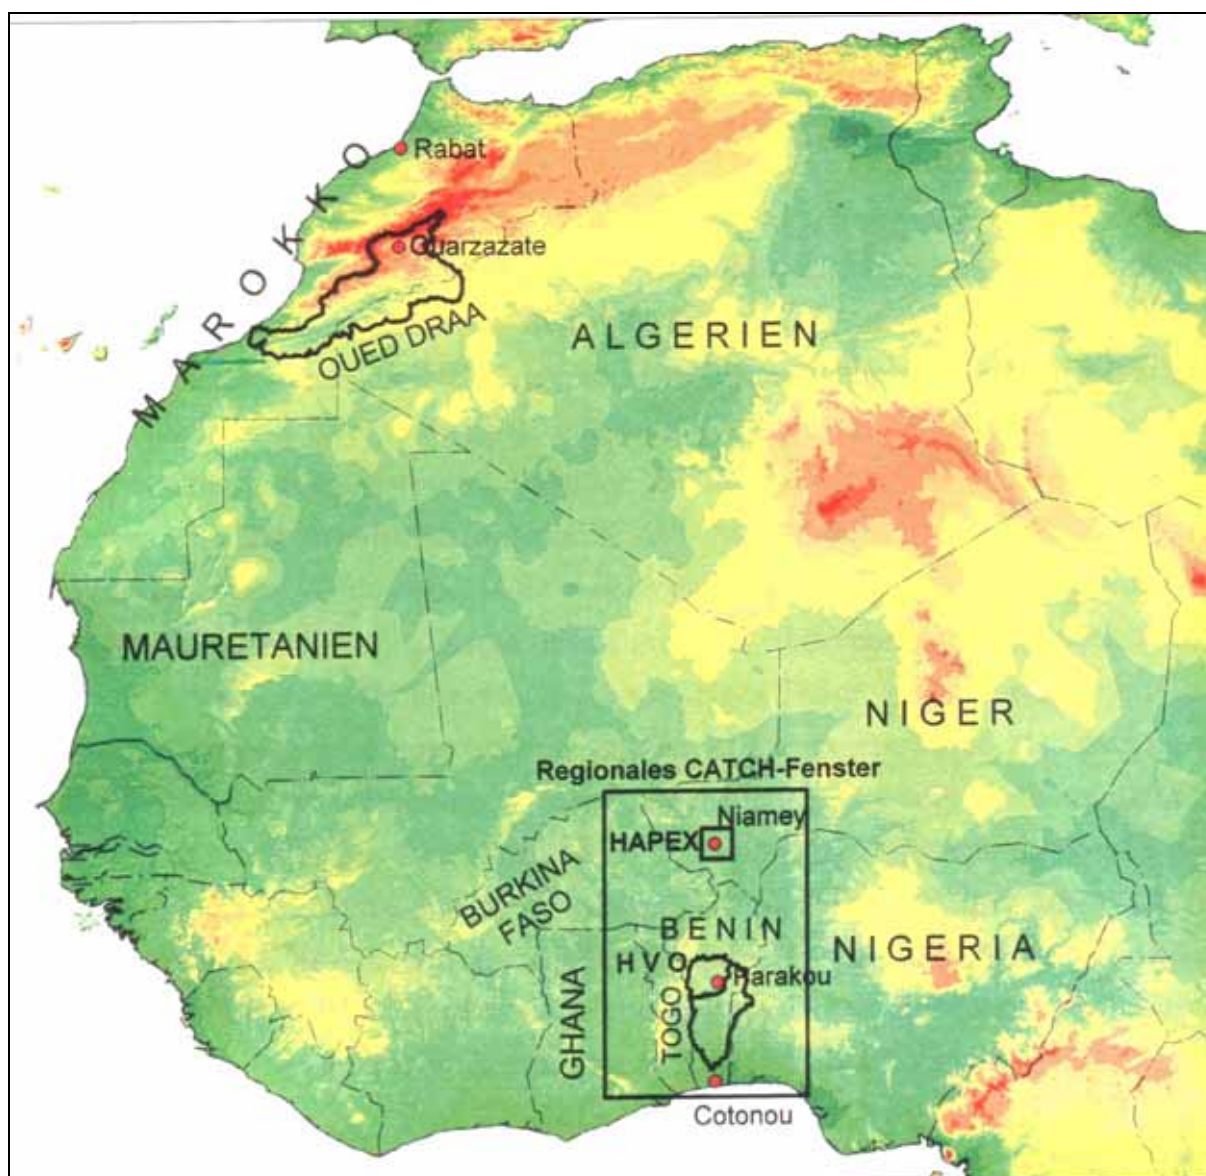 Rabat
MAROKKO
Ouarzazate
OUED DRAA
ALGERIEN
MAURETANIEN
NIGER
Regionales CATCH-Fenster
Niamey
HAPEX
BURKINA
FASO
BENIN
NIGERIA
HVO
Parakou
GHANA
TOGO
Cotonou